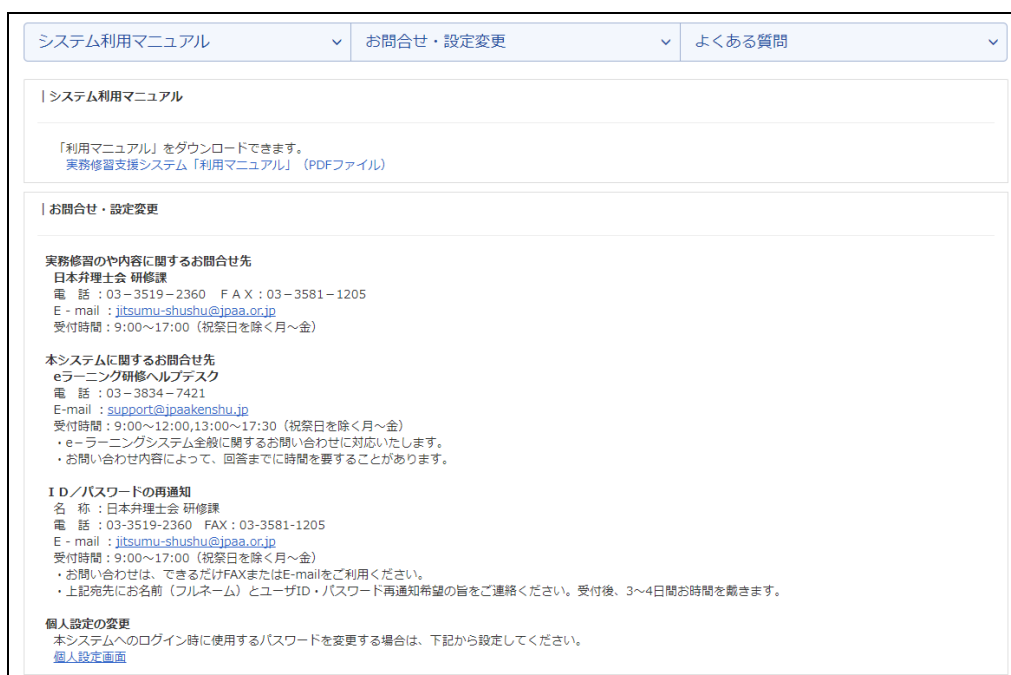 システム利用マニュアル
お問合せ・設定変更
よくある質問
|システム利用マニュアル
「利用マニュアル」をダウンロードできます。
実務修習支援システム「利用マニュアル」（PDFファイル）
|お問合せ・設定変更
実務修習のや内容に関するお問合せ先
日本弁理士会 研修課
電　話 ：03－3519－2360　ＦＡＸ：03－3581－1205
E - mail ：jitsumu-shushu@jpaa.or.jp
受付時間：9:00～17:00（祝祭日を除く月～金）
本システムに関するお問合せ先
eラーニング研修ヘルプデスク
電　話 ：03－3834－7421
E-mail ：support@jpaakenshu.jp
受付時間：9:00～12:00,13:00～17:30（祝祭日を除く月～金）
・e－ラーニングシステム全般に関するお問い合わせに対応いたします。
・お問い合わせ内容によって、回答までに時間を要することがあります。
ＩＤ／パスワードの再通知
名　称 ：日本弁理士会 研修課
電　話 ：03-3519-2360　FAX：03-3581-1205
E - mail ：jitsumu-shushu@jpaa.or.jp
受付時間：9:00～17:00（祝祭日を除く月～金）
・お問い合わせは、できるだけFAXまたはE-mailをご利用ください。
・上記宛先にお名前（フルネーム）とユーザID・パスワード再通知希望の旨をご連絡ください。受付後、3～4日間お時間を戴きます。
個人設定の変更
本システムへのログイン時に使用するパスワードを変更する場合は、下記から設定してください。
個人設定画面